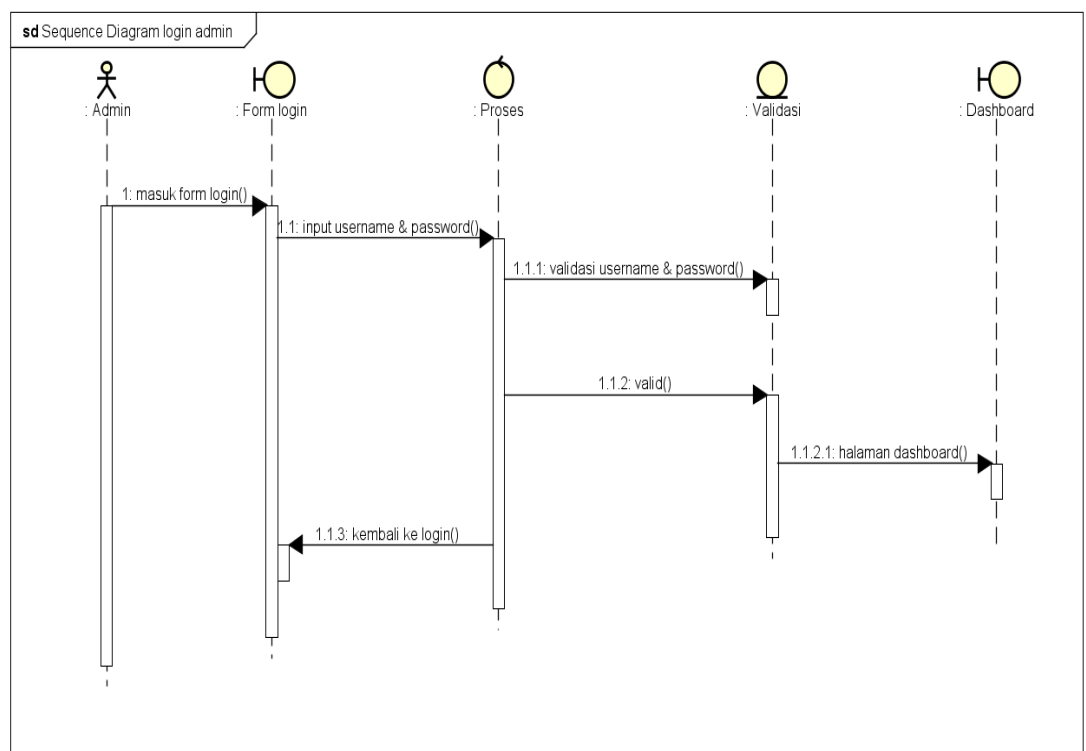 sd Sequence Diagram login admin
: Admin
: Form login
: Proses
: Validasi
: Dashboard
1: masuk form login()
1.1: input username & password()
1.1.1: validasi username & password()
1.1.2: valid()
1.1.2.1: halaman dashboard()
1.1.3: kembali ke login()